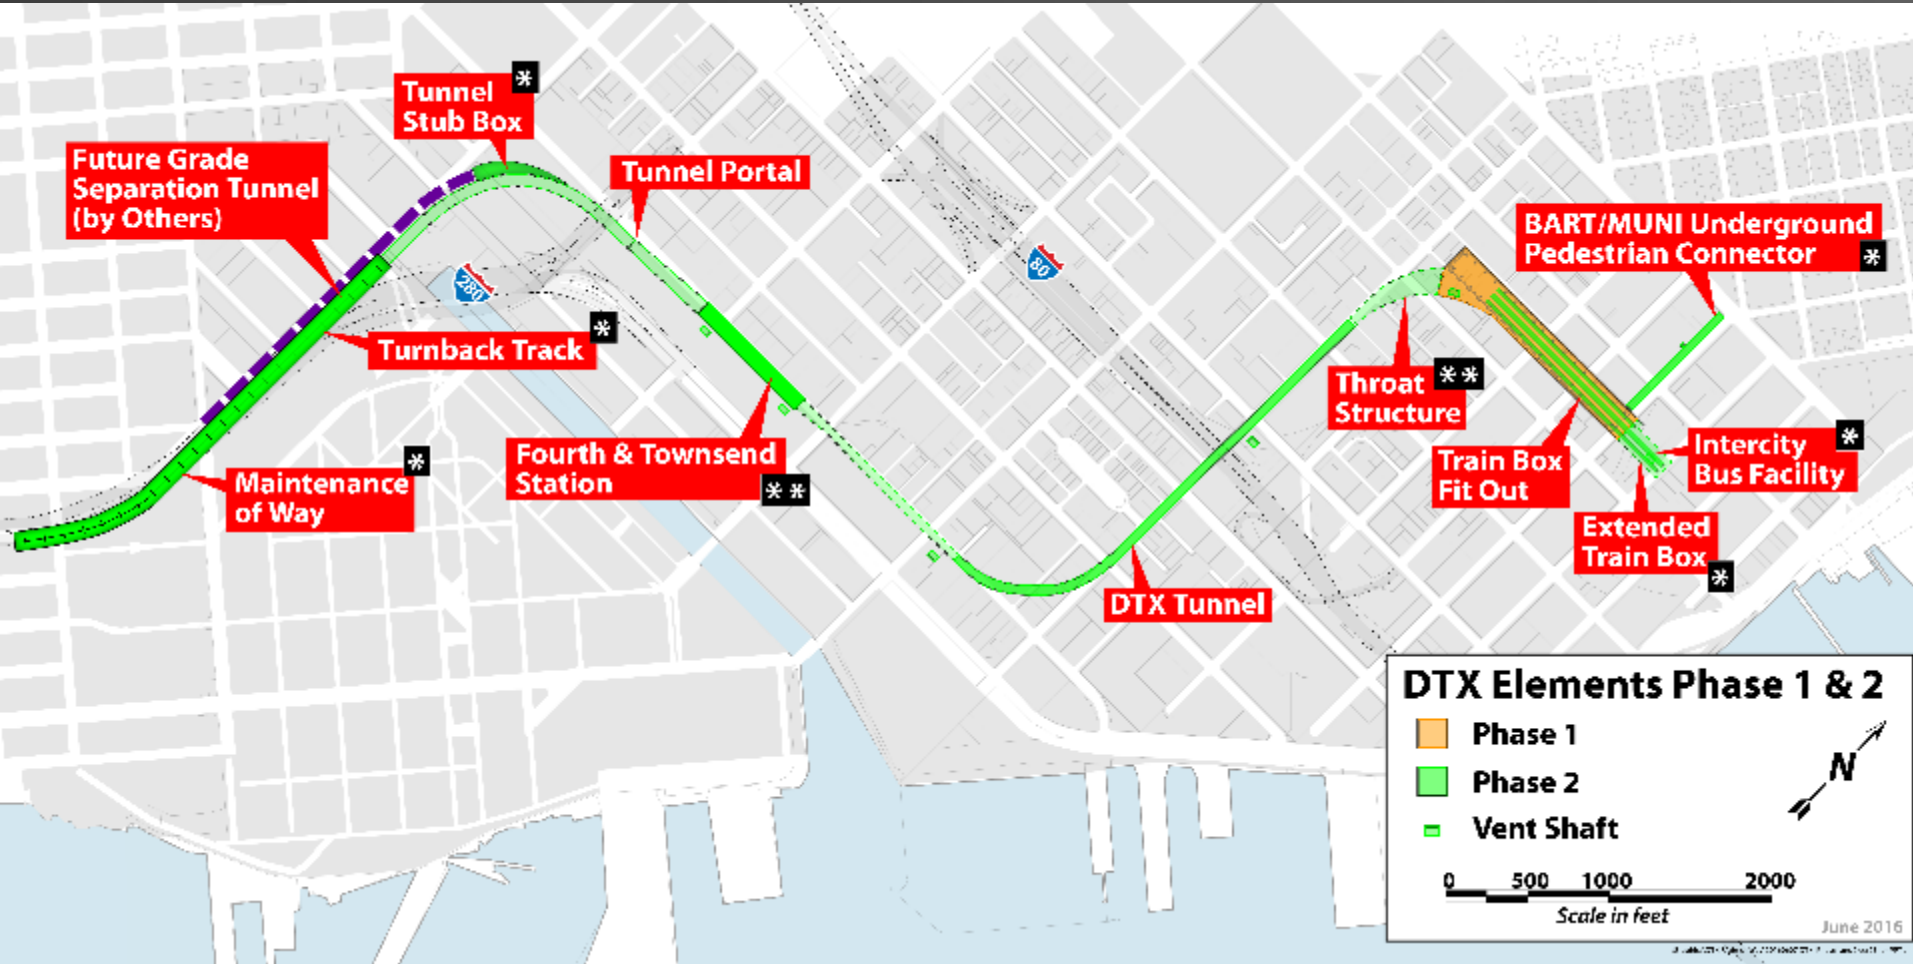 Tunnel *
Stub Box
Future Grade
Separation Tunnel
(by Others)
Tunnel Portal
BART/MUNI Underground
Pedestrian Connector *
280
80
Turnback Track *
Throat **
Structure
Maintenance *
of Way
Fourth & Townsend
Station **
Train Box
Fit Out
Intercity *
Bus Facility
Extended
Train Box *
DTX Tunnel
DTX Elements Phase 1 & 2
Phase 1
Phase 2
Vent Shaft
N
0 500 1000 2000
Scale in feet
June 2016